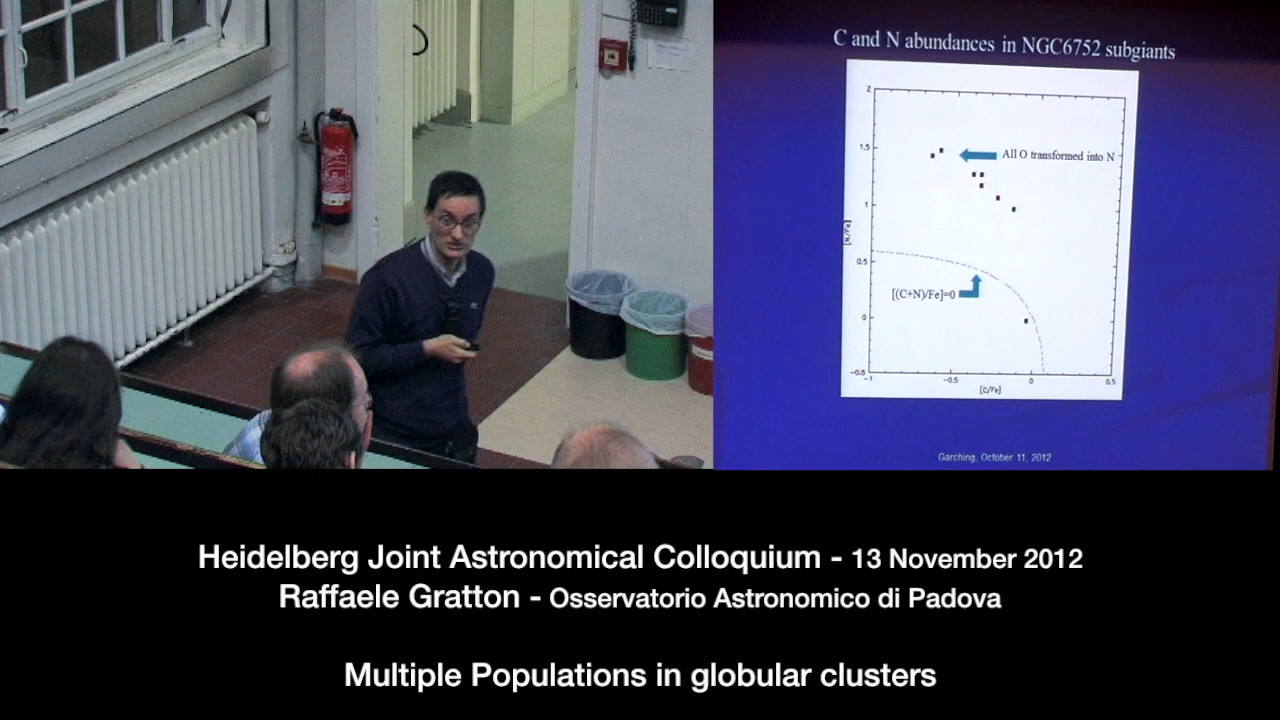 C and N abundances in NGC6752 subgiants
2
1.5
All O transformed into N
1
[N/Fe]
0.5
[(C+N)/Fe]=0
0
-0.5
-1
-0.5
0
0.5
[C/Fe]
Garching, October 11, 2012
Heidelberg Joint Astronomical Colloquium - 13 November 2012
Raffaele Gratton - Osservatorio Astronomico di Padova
Multiple Populations in globular clusters